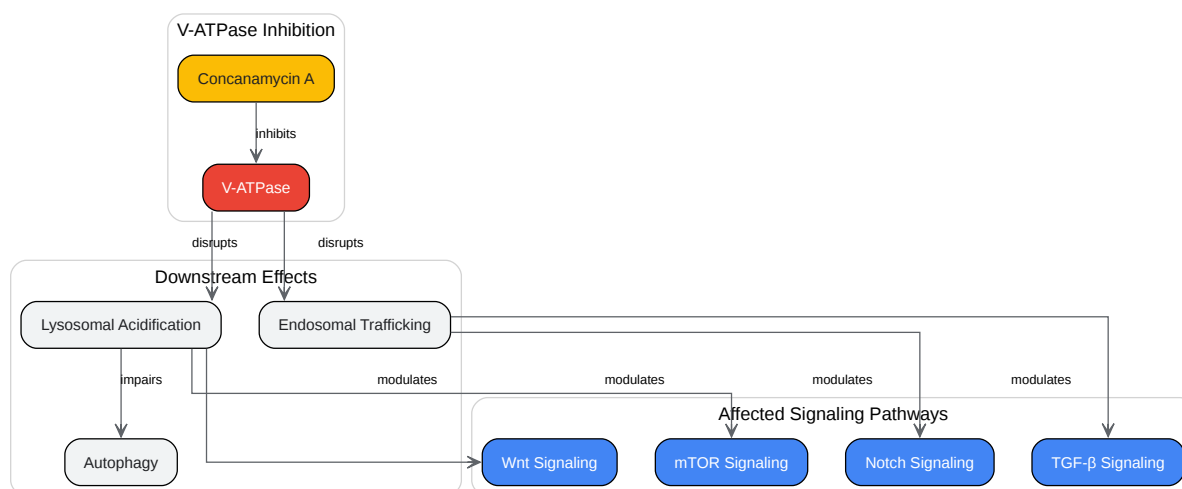 V-ATPase Inhibition
Concanamycin A
inhibits
V-ATPase
disrupts
disrupts
Downstream Effects
Lysosomal Acidification
Endosomal Trafficking
impairs
modulates
modulates
modulates
modulates
Affected Signaling Pathways
Autophagy
Wnt Signaling
mTOR Signaling
Notch Signaling
TGF-β Signaling